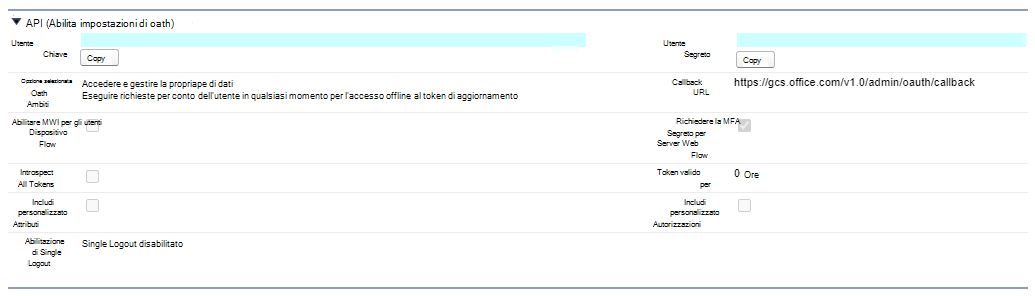 API (Abilita impostazioni di oath)
Utente
Chiave
Copy
Utente
Segreto
Copy
Opzione selezionata
Oath
Ambiti
Accedere e gestire la propriape di dati
Eseguire richieste per conto dell'utente in qualsiasi momento per l'accesso offline al token di aggiornamento
Callback
URL
https://gcs.office.com/v1.0/admin/oauth/callback
Abilitare MWI per gli utenti
Dispositivo
Flow
Richiedere la MFA
Segreto per
Server Web
Flow
Introspect
All Tokens
Token valido
per
0 Ore
Includi
personalizzato
Attributi
Includi
personalizzato
Autorizzazioni
Abilitazione
di Single
Logout
Single Logout disabilitato